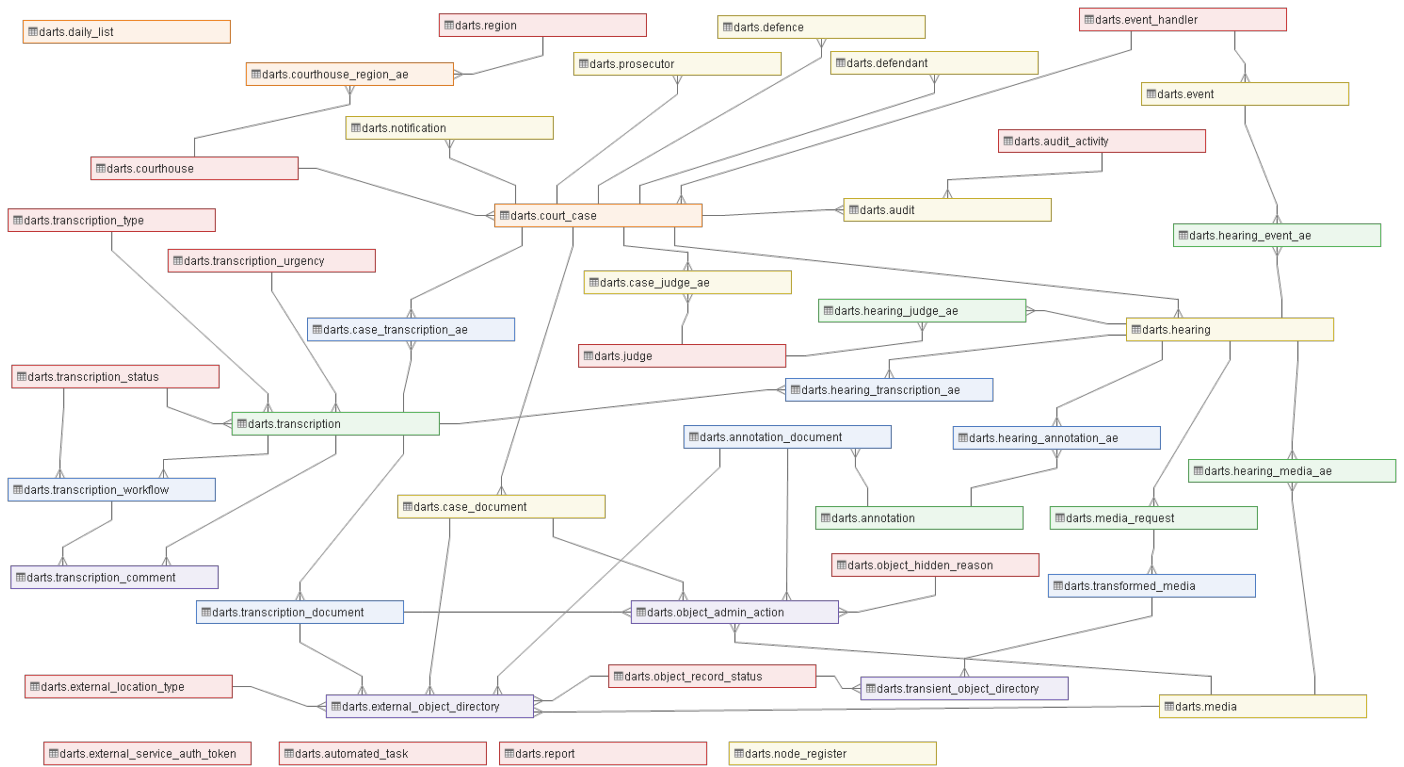 darts.event_handler
darts.region
darts.defence
darts.daily_list
darts.prosecutor
darts.defendant
darts.courthouse_region_ae
darts.event
darts.notification
darts.audit_activity
darts.courthouse
darts.audit
darts.court_case
darts.transcription_type
darts.hearing_event_ae
darts.transcription_urgency
darts.case_judge_ae
darts.hearing_judge_ae
darts.case_transcription_ae
darts.hearing
darts.judge
darts.transcription_status
darts.hearing_transcription_ae
darts.transcription
darts.annotation_document
darts.hearing_annotation_ae
darts.hearing_media_ae
darts.transcription_workflow
darts.case_document
darts.annotation
darts.media_request
darts.object_hidden_reason
darts.transcription_comment
darts.transformed_media
darts.transcription_document
darts.object_admin_action
darts.object_record_status
darts.external_location_type
darts.transient_object_directory
darts.external_object_directory
darts.media
darts.external_service_auth_token
darts.automated_task
darts.report
darts.node_register